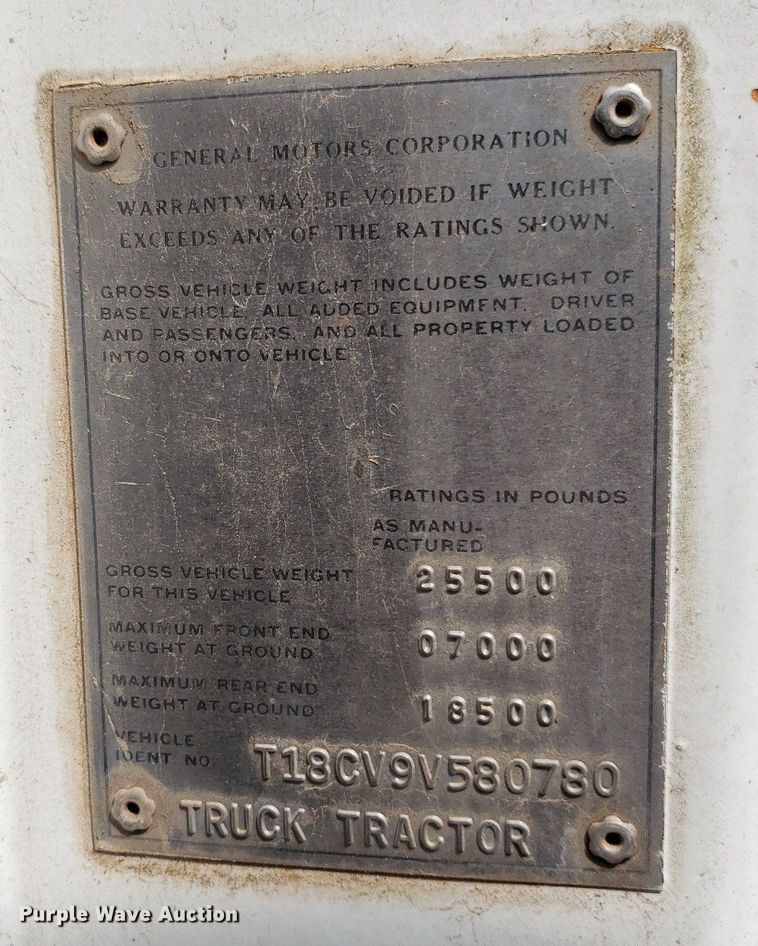 GENERAL MOTORS CORPORATION
WARRANTY MAY BE VOIDED IF WEIGHT
EXCEEDS ANY OF THE RATINGS SHOWN.
GROSS VEHICLE WEIGHT INCLUDES WEIGHT OF
BASE VEHICLE, ALL ADDED EQUIPMENT, DRIVER
AND PASSENGERS, AND ALL PROPERTY LOADED
INTO OR ONTO VEHICLE
RATINGS IN POUNDS
AS MANU-
FACTURED
GROSS VEHICLE WEIGHT
FOR THIS VEHICLE
25500
MAXIMUM FRONT END
WEIGHT AT GROUND
07000
MAXIMUM REAR END
WEIGHT AT GROUND
18500
VEHICLE
IDENT NO
T18CV9V580780
TRUCK TRACTOR
Purple Wave Auction